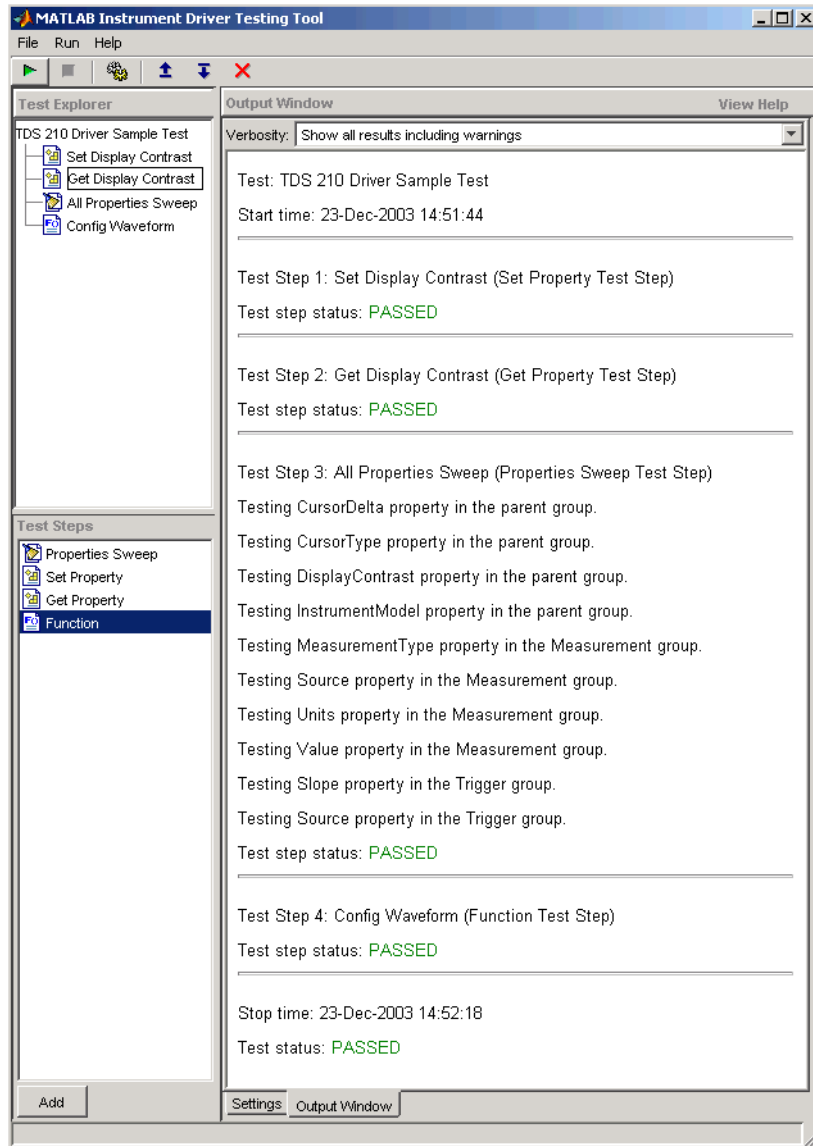 MATLAB Instrument Driver Testing Tool
File Run Help
Test Explorer
TDS 210 Driver Sample Test
Set Display Contrast
Get Display Contrast
All Properties Sweep
Config Waveform
Test Steps
Properties Sweep
Set Property
Get Property
Function
Add
Output Window View Help
Verbosity: Show all results including warnings
Test: TDS 210 Driver Sample Test
Start time: 23-Dec-2003 14:51:44
Test Step 1: Set Display Contrast (Set Property Test Step)
Test step status: PASSED
Test Step 2: Get Display Contrast (Get Property Test Step)
Test step status: PASSED
Test Step 3: All Properties Sweep (Properties Sweep Test Step)
Testing CursorDelta property in the parent group.
Testing CursorType property in the parent group.
Testing DisplayContrast property in the parent group.
Testing InstrumentModel property in the parent group.
Testing MeasurementType property in the Measurement group.
Testing Source property in the Measurement group.
Testing Units property in the Measurement group.
Testing Value property in the Measurement group.
Testing Slope property in the Trigger group.
Testing Source property in the Trigger group.
Test step status: PASSED
Test Step 4: Config Waveform (Function Test Step)
Test step status: PASSED
Stop time: 23-Dec-2003 14:52:18
Test status: PASSED
Settings Output Window